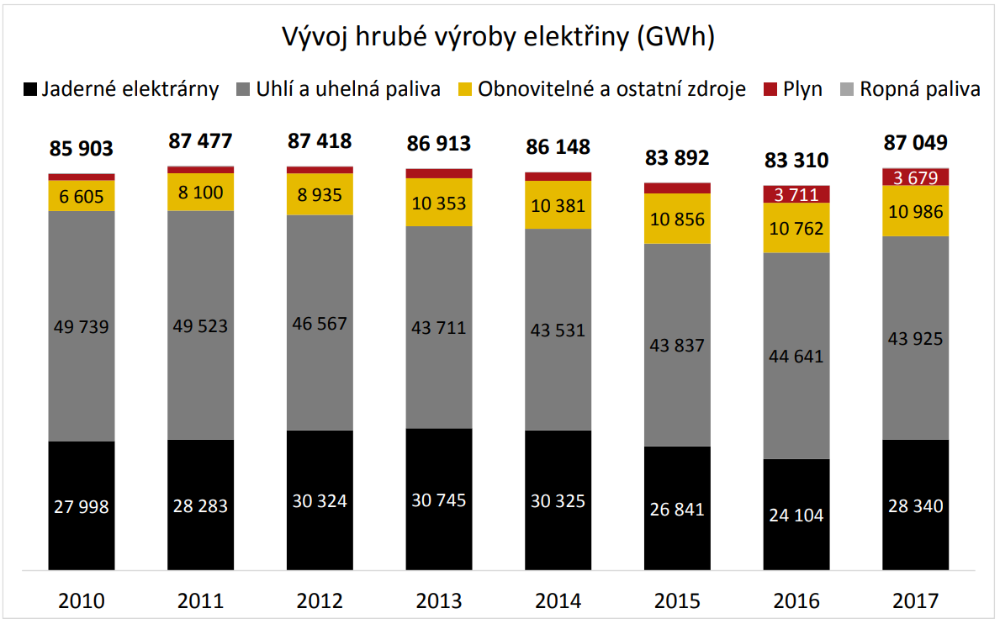 Vývoj hrubé výroby elektřiny (GWh)
Jaderné elektrárny Uhlí a uhelná paliva Obnovitelné a ostatní zdroje Plyn Ropná paliva
85 903 87 477 87 418 86 913 86 148 83 892 83 310 87 049
3 711 3 679
6 605 8 100 8 935 10 353 10 381 10 856 10 762 10 986
49 739 49 523 46 567 43 711 43 531 43 837 44 641 43 925
27 998 28 283 30 324 30 745 30 325 26 841 24 104 28 340
2010 2011 2012 2013 2014 2015 2016 2017